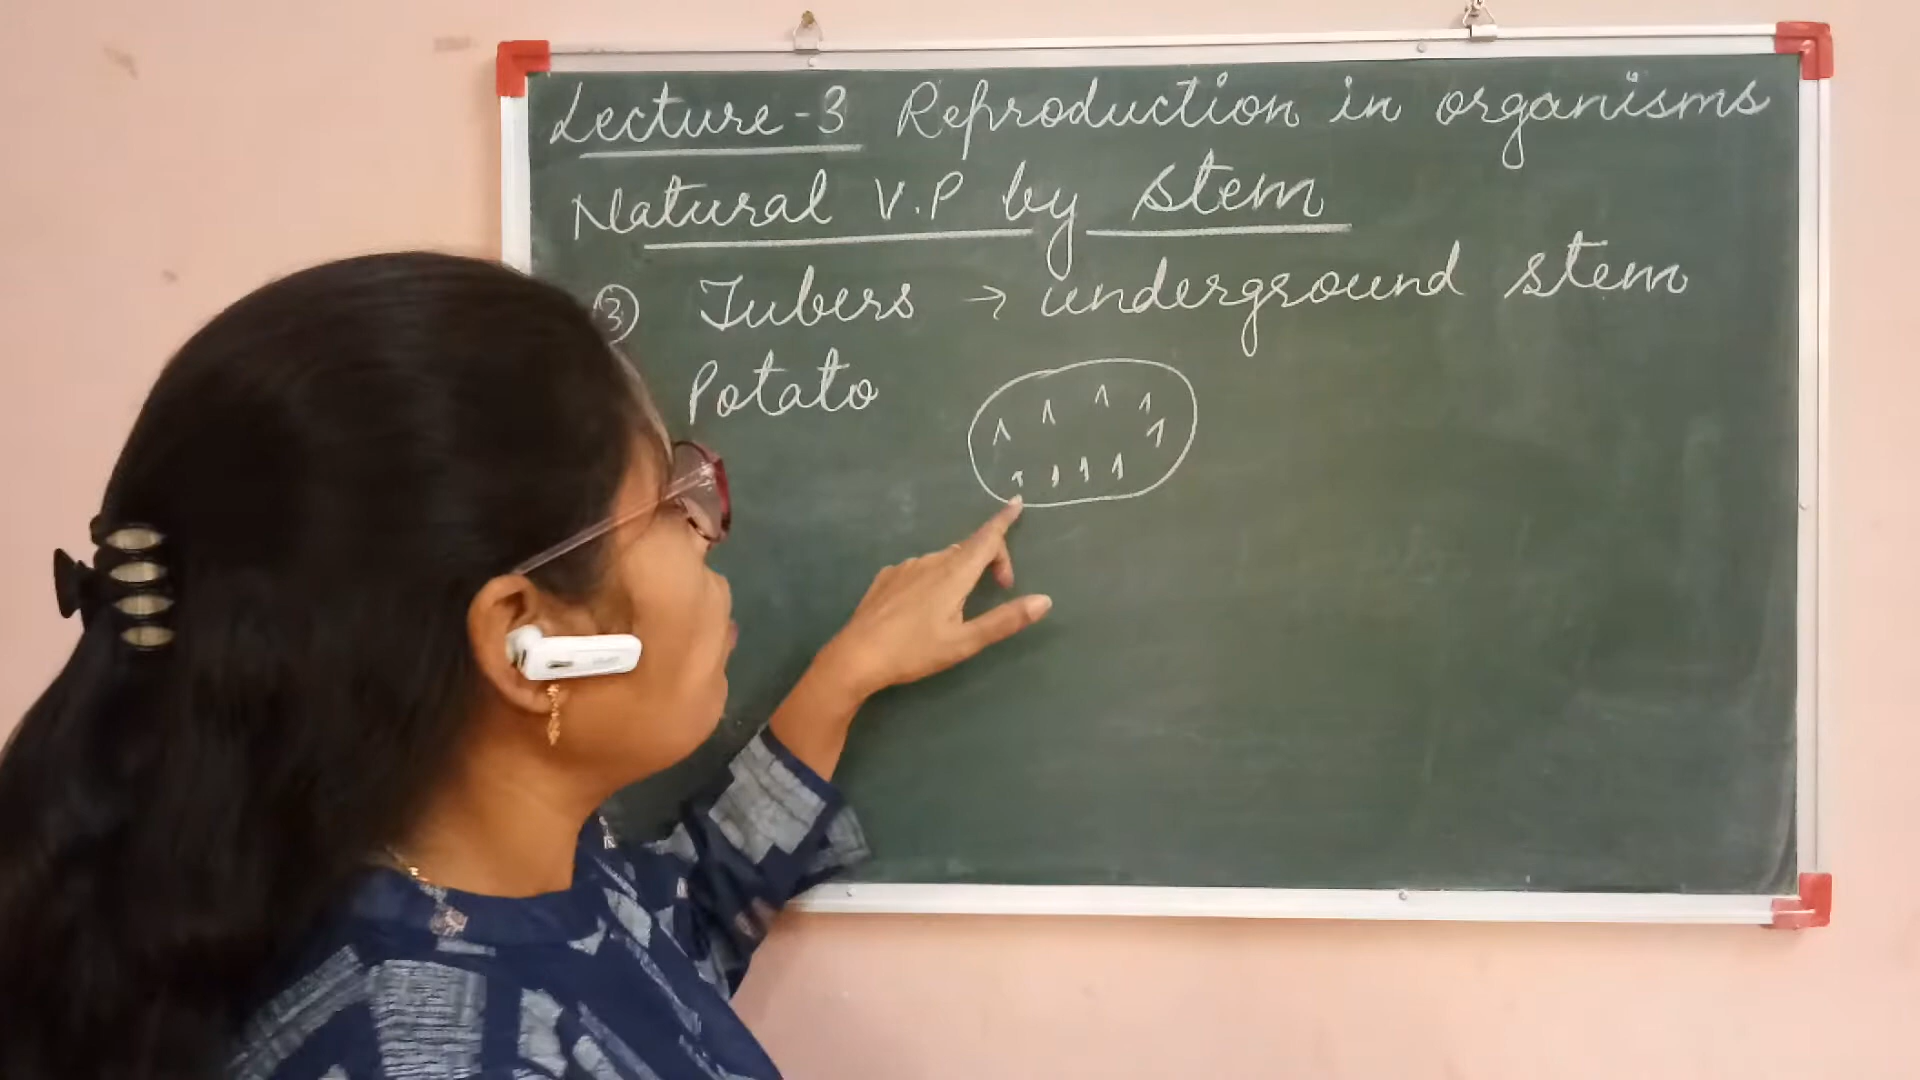 Lecture-3 Reproduction in organisms
Natural V.P by stem
③ Tubers → underground stem
Potato